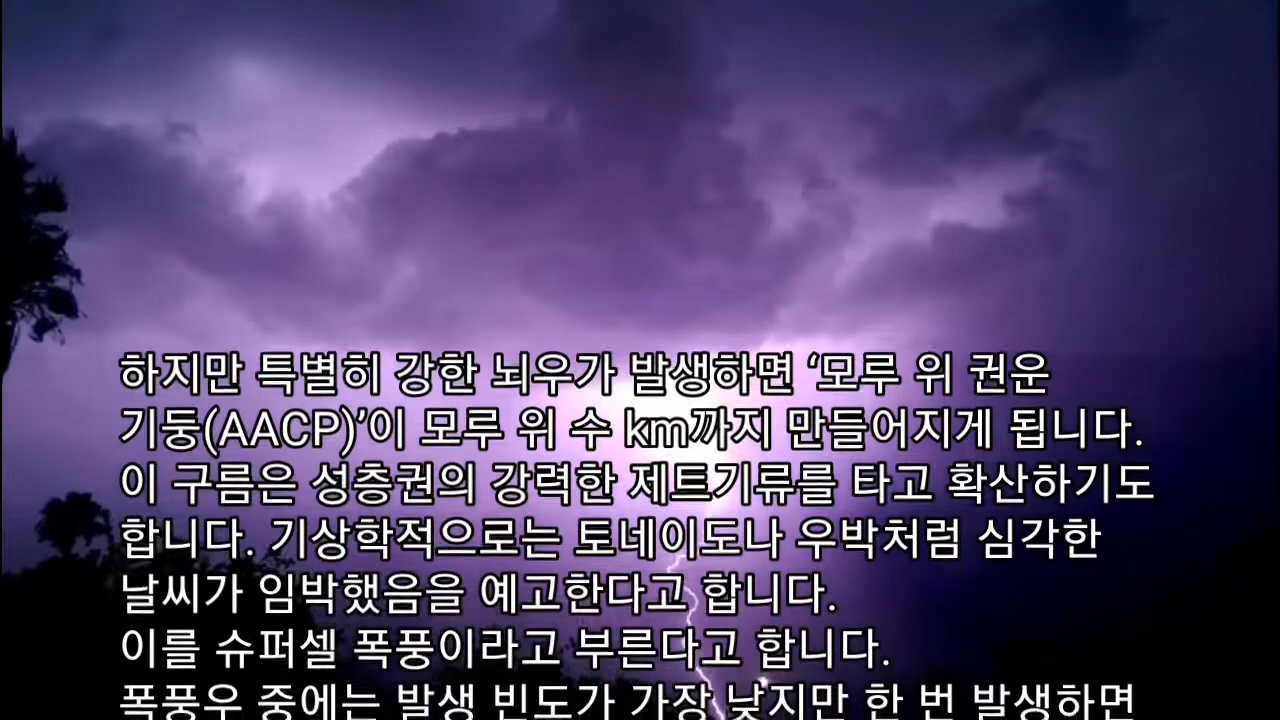 하지만 특별히 강한 뇌우가 발생하면 ‘모루 위 권운
기둥(AACP)’이 모루 위 수 km까지 만들어지게 됩니다.
이 구름은 성층권의 강력한 제트기류를 타고 확산하기도
합니다. 기상학적으로는 토네이도나 우박처럼 심각한
날씨가 임박했음을 예고한다고 합니다.
이를 슈퍼셀 폭풍이라고 부른다고 합니다.
폭풍우 중에는 발생 빈도가 가장 낮지만 한 번 발생하면